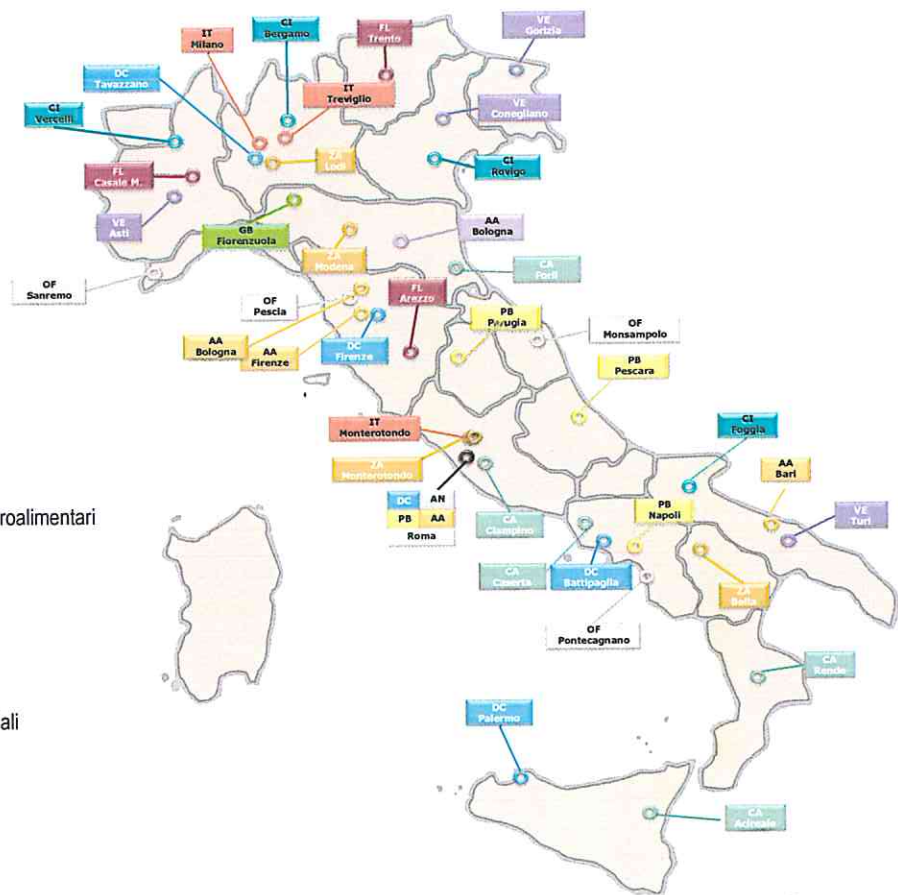 CI
Bergamo
FL
Trento
VE
Gorizia
IT
Milano
DC
Tavazzano
IT
Treviglio
VE
Conegliano
CI
Vercelli
ZA
Lodi
CI
Rovigo
FL
Casale M.
VE
Asti
GB
Fiorenzuola
AA
Bologna
ZA
Modena
CA
Forlì
OF
Sanremo
OF
Pescia
FL
Arezzo
PB
Perugia
OF
Monsampolo
AA
Bologna
AA
Firenze
DC
Firenze
PB
Pescara
IT
Monterotondo
CI
Foggia
ZA
Monterotondo
AA
Bari
DC AN
PB AA
Roma
CA
Ciampino
PB
Napoli
VE
Turi
roalimentari
CA
Caserta
DC
Battipaglia
ZA
Bella
OF
Pontecagnano
CA
Rende
ali
DC
Palermo
CA
Acireale